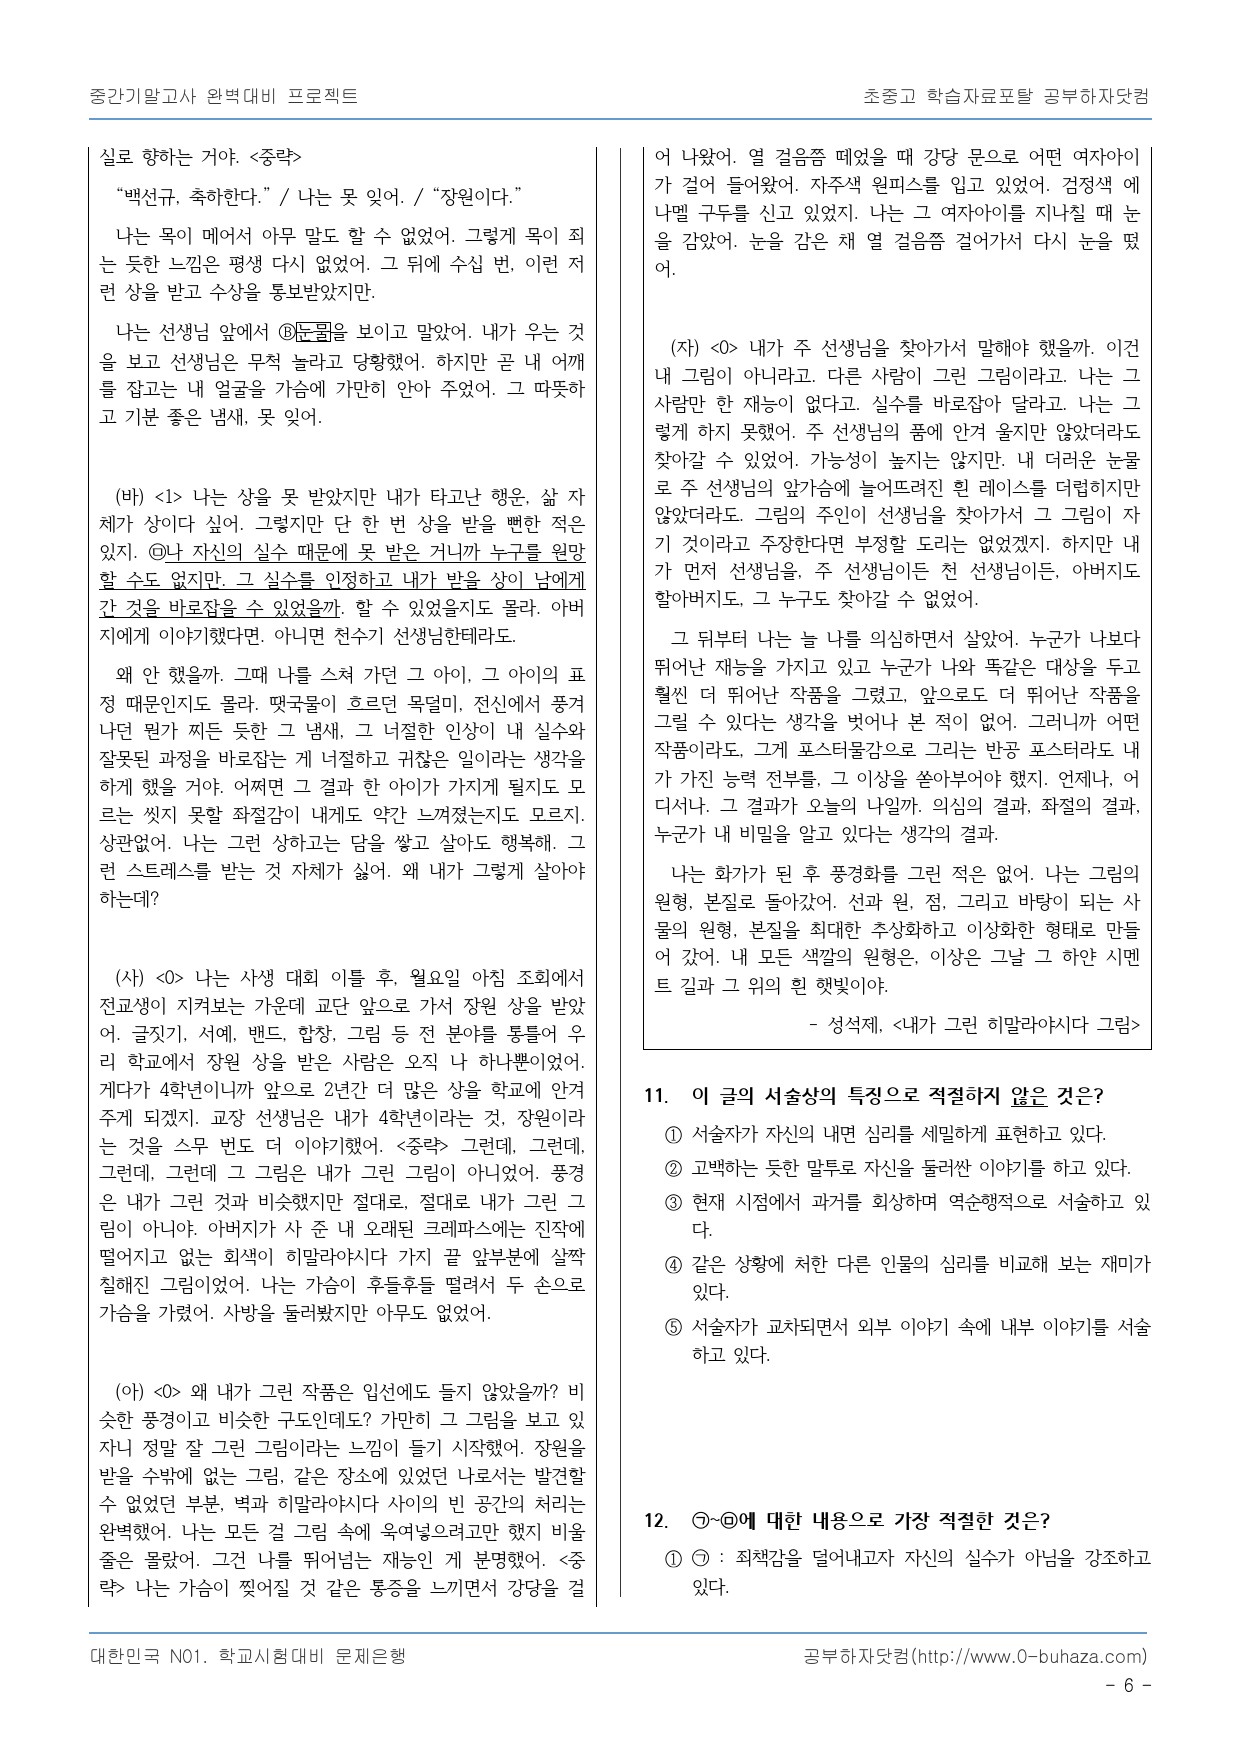 중간기말고사 완벽대비 프로젝트
초중고 학습자료포탈 공부하자닷컴
실로 향하는 거야. <중략>
“백선규, 축하한다.” / 나는 못 잊어. / “장원이다.”
나는 목이 메어서 아무 말도 할 수 없었어. 그렇게 목이 죄
는 듯한 느낌은 평생 다시 없었어. 그 뒤에 수십 번, 이런 저
런 상을 받고 수상을 통보받았지만.
나는 선생님 앞에서 Ⓑ눈물을 보이고 말았어. 내가 우는 것
을 보고 선생님은 무척 놀라고 당황했어. 하지만 곧 내 어깨
를 잡고는 내 얼굴을 가슴에 가만히 안아 주었어. 그 따뜻하
고 기분 좋은 냄새, 못 잊어.
(바) <1> 나는 상을 못 받았지만 내가 타고난 행운, 삶 자
체가 상이다 싶어. 그렇지만 단 한 번 상을 받을 뻔한 적은
있지. ㉤나 자신의 실수 때문에 못 받은 거니까 누구를 원망
할 수도 없지만. 그 실수를 인정하고 내가 받을 상이 남에게
간 것을 바로잡을 수 있었을까. 할 수 있었을지도 몰라. 아버
지에게 이야기했다면. 아니면 천수기 선생님한테라도.
왜 안 했을까. 그때 나를 스쳐 가던 그 아이, 그 아이의 표
정 때문인지도 몰라. 땟국물이 흐르던 목덜미, 전신에서 풍겨
나던 뭔가 찌든 듯한 그 냄새, 그 너절한 인상이 내 실수와
잘못된 과정을 바로잡는 게 너절하고 귀찮은 일이라는 생각을
하게 했을 거야. 어쩌면 그 결과 한 아이가 가지게 될지도 모
르는 씻지 못할 좌절감이 내게도 약간 느껴졌는지도 모르지.
상관없어. 나는 그런 상하고는 담을 쌓고 살아도 행복해. 그
런 스트레스를 받는 것 자체가 싫어. 왜 내가 그렇게 살아야
하는데?
(사) <0> 나는 사생 대회 이틀 후, 월요일 아침 조회에서
전교생이 지켜보는 가운데 교단 앞으로 가서 장원 상을 받았
어. 글짓기, 서예, 밴드, 합창, 그림 등 전 분야를 통틀어 우
리 학교에서 장원 상을 받은 사람은 오직 나 하나뿐이었어.
게다가 4학년이니까 앞으로 2년간 더 많은 상을 학교에 안겨
주게 되겠지. 교장 선생님은 내가 4학년이라는 것, 장원이라
는 것을 스무 번도 더 이야기했어. <중략> 그런데, 그런데,
그런데, 그런데 그 그림은 내가 그린 그림이 아니었어. 풍경
은 내가 그린 것과 비슷했지만 절대로, 절대로 내가 그린 그
림이 아니야. 아버지가 사 준 내 오래된 크레파스에는 진작에
떨어지고 없는 회색이 히말라야시다 가지 끝 앞부분에 살짝
칠해진 그림이었어. 나는 가슴이 후들후들 떨려서 두 손으로
가슴을 가렸어. 사방을 둘러봤지만 아무도 없었어.
(아) <0> 왜 내가 그린 작품은 입선에도 들지 않았을까? 비
슷한 풍경이고 비슷한 구도인데도? 가만히 그 그림을 보고 있
자니 정말 잘 그린 그림이라는 느낌이 들기 시작했어. 장원을
받을 수밖에 없는 그림, 같은 장소에 있었던 나로서는 발견할
수 없었던 부분, 벽과 히말라야시다 사이의 빈 공간의 처리는
완벽했어. 나는 모든 걸 그림 속에 욱여넣으려고만 했지 비울
줄은 몰랐어. 그건 나를 뛰어넘는 재능인 게 분명했어. <중
략> 나는 가슴이 찢어질 것 같은 통증을 느끼면서 강당을 걸
어 나왔어. 열 걸음쯤 떼었을 때 강당 문으로 어떤 여자아이
가 걸어 들어왔어. 자주색 원피스를 입고 있었어. 검정색 에
나멜 구두를 신고 있었지. 나는 그 여자아이를 지나칠 때 눈
을 감았어. 눈을 감은 채 열 걸음쯤 걸어가서 다시 눈을 떴
어.
(자) <0> 내가 주 선생님을 찾아가서 말해야 했을까. 이건
내 그림이 아니라고. 다른 사람이 그린 그림이라고. 나는 그
사람만 한 재능이 없다고. 실수를 바로잡아 달라고. 나는 그
렇게 하지 못했어. 주 선생님의 품에 안겨 울지만 않았더라도
찾아갈 수 있었어. 가능성이 높지는 않지만. 내 더러운 눈물
로 주 선생님의 앞가슴에 늘어뜨려진 흰 레이스를 더럽히지만
않았더라도. 그림의 주인이 선생님을 찾아가서 그 그림이 자
기 것이라고 주장한다면 부정할 도리는 없었겠지. 하지만 내
가 먼저 선생님을, 주 선생님이든 천 선생님이든, 아버지도
할아버지도, 그 누구도 찾아갈 수 없었어.
그 뒤부터 나는 늘 나를 의심하면서 살았어. 누군가 나보다
뛰어난 재능을 가지고 있고 누군가 나와 똑같은 대상을 두고
훨씬 더 뛰어난 작품을 그렸고, 앞으로도 더 뛰어난 작품을
그릴 수 있다는 생각을 벗어나 본 적이 없어. 그러니까 어떤
작품이라도, 그게 포스터물감으로 그리는 반공 포스터라도 내
가 가진 능력 전부를, 그 이상을 쏟아부어야 했지. 언제나, 어
디서나. 그 결과가 오늘의 나일까. 의심의 결과, 좌절의 결과,
누군가 내 비밀을 알고 있다는 생각의 결과.
나는 화가가 된 후 풍경화를 그린 적은 없어. 나는 그림의
원형, 본질로 돌아갔어. 선과 원, 점, 그리고 바탕이 되는 사
물의 원형, 본질을 최대한 추상화하고 이상화한 형태로 만들
어 갔어. 내 모든 색깔의 원형은, 이상은 그날 그 하얀 시멘
트 길과 그 위의 흰 햇빛이야.
- 성석제, <내가 그린 히말라야시다 그림>
11. 이 글의 서술상의 특징으로 적절하지 않은 것은?
① 서술자가 자신의 내면 심리를 세밀하게 표현하고 있다.
② 고백하는 듯한 말투로 자신을 둘러싼 이야기를 하고 있다.
③ 현재 시점에서 과거를 회상하며 역순행적으로 서술하고 있
다.
④ 같은 상황에 처한 다른 인물의 심리를 비교해 보는 재미가
있다.
⑤ 서술자가 교차되면서 외부 이야기 속에 내부 이야기를 서술
하고 있다.
12. ㉠~㉤에 대한 내용으로 가장 적절한 것은?
① ㉠ : 죄책감을 덜어내고자 자신의 실수가 아님을 강조하고
있다.
대한민국 N01. 학교시험대비 문제은행
공부하자닷컴(http://www.0-buhaza.com)
- 6 -